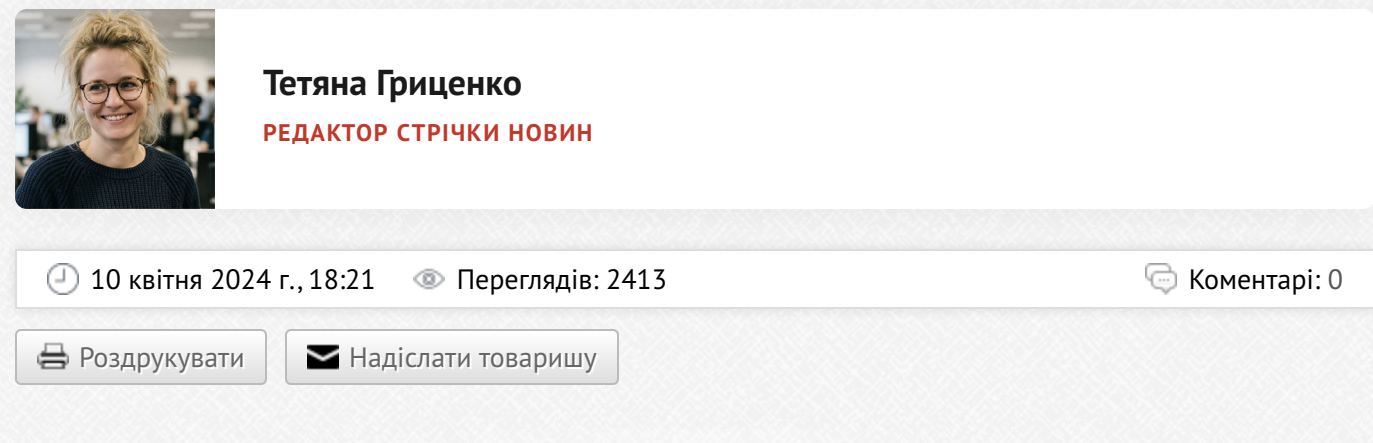 Тетяна Гриценко
РЕДАКТОР СТРІЧКИ НОВИН
10 квітня 2024 г., 18:21 Переглядів: 2413 Коментарі: 0
Роздрукувати Надіслати товаришу